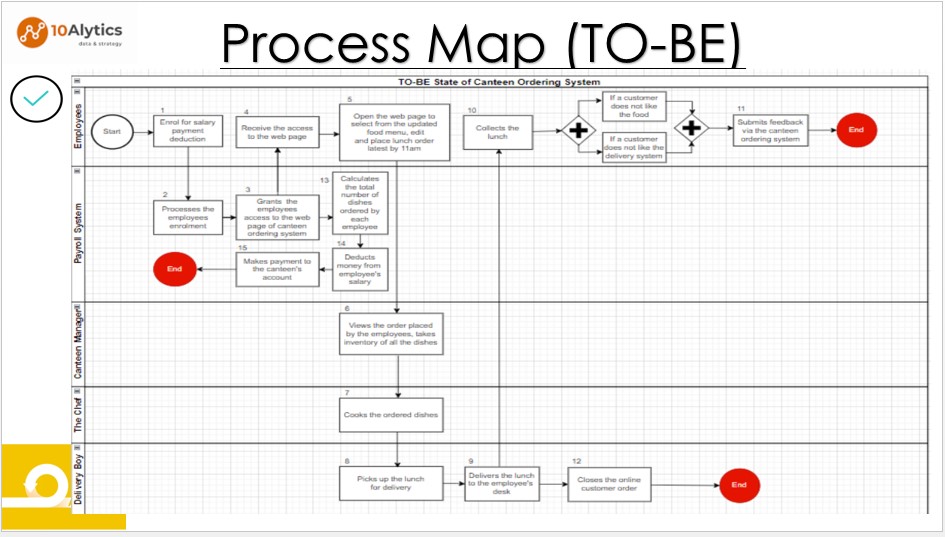 10Alytics
data & strategy
Process Map (TO-BE)
TO-BE State of Canteen Ordering System
Employees
Start
1
Enrol for salary
payment
deduction
4
Receive the access
to the web page
5
Open the web page to
select from the updated
food menu, edit
and place lunch order
latest by 11am
10
Collects the
lunch
If a customer
does not like
the food
If a customer
does not like the
delivery system
11
Submits feedback
via the canteen
ordering system
End
Payroll System
2
Processes the
employees
enrolment
3
Grants the
employees
access to the web
page of canteen
ordering system
13
Calculates
the total
number of
dishes
ordered by
each
employee
14
Deducts
money from
employee's
salary
15
Makes payment to
the canteen's
account
End
Canteen Manager
6
Views the order placed
by the employees, takes
inventory of all the dishes
The Chef
7
Cooks the ordered dishes
Delivery Boy
8
Picks up the lunch
for delivery
9
Delivers the lunch
to the employee's
desk
12
Closes the online
customer order
End